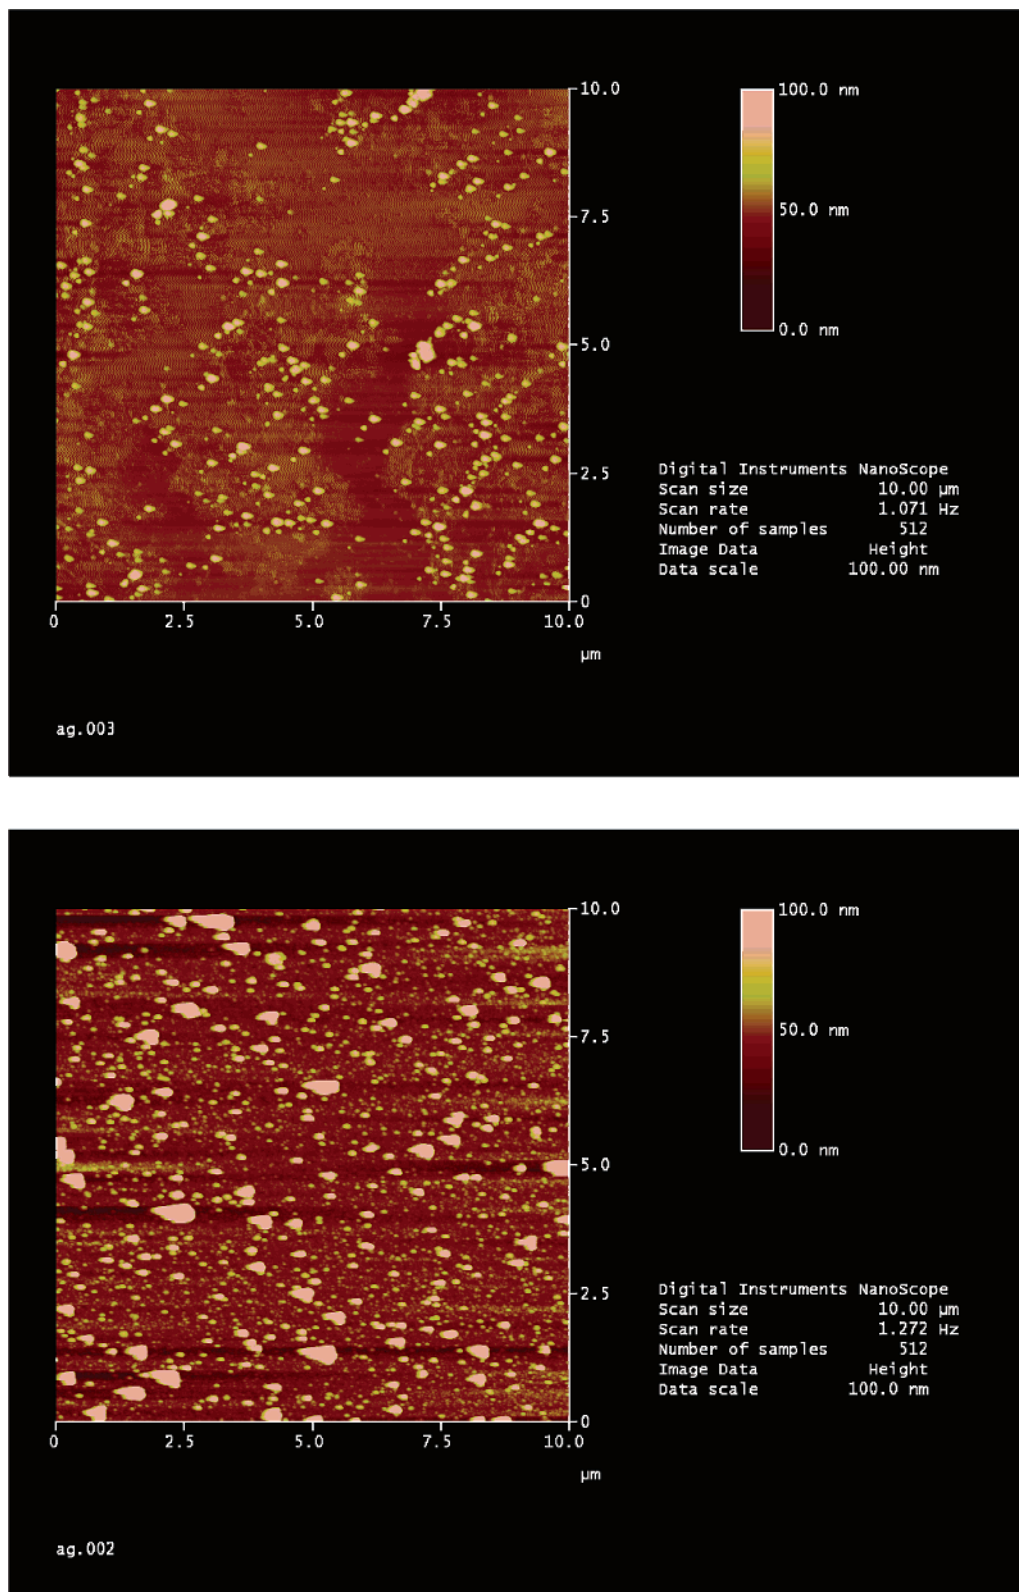 10.0
7.5
5.0
2.5
0
0 2.5 5.0 7.5 10.0
µm
100.0 nm
50.0 nm
0.0 nm
Digital Instruments NanoScope
Scan size 10.00 µm
Scan rate 1.071 Hz
Number of samples 512
Image Data Height
Data scale 100.00 nm
ag.003
10.0
7.5
5.0
2.5
0
0 2.5 5.0 7.5 10.0
µm
100.0 nm
50.0 nm
0.0 nm
Digital Instruments NanoScope
Scan size 10.00 µm
Scan rate 1.272 Hz
Number of samples 512
Image Data Height
Data scale 100.0 nm
ag.002